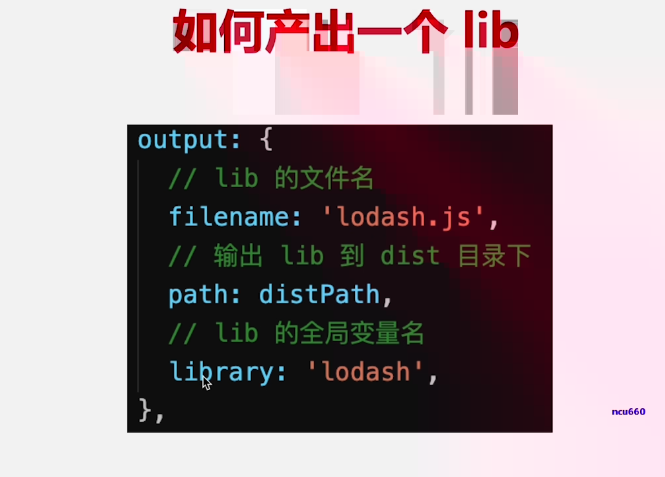 如何产出一个 lib
output: {
// lib 的文件名
filename: 'lodash.js',
// 输出 lib 到 dist 目录下
path: distPath,
// lib 的全局变量名
library: 'lodash',
},
ncu660